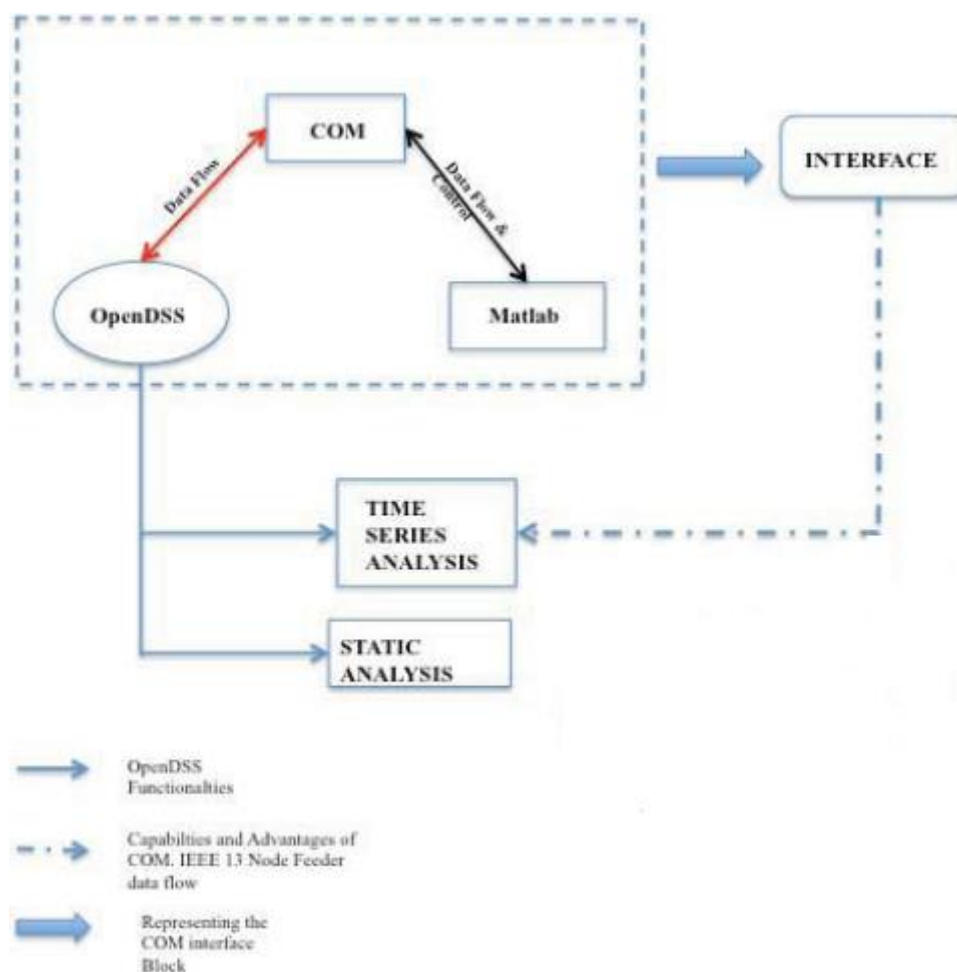 COM
INTERFACE
Data Flow
Data Flow &
Control
OpenDSS
Matlab
TIME
SERIES
ANALYSIS
STATIC
ANALYSIS
OpenDSS
Functionalties
Capabilties and Advantages of
COM. IEEE 13 Node Feeder
data flow
Representing the
COM interface
Block